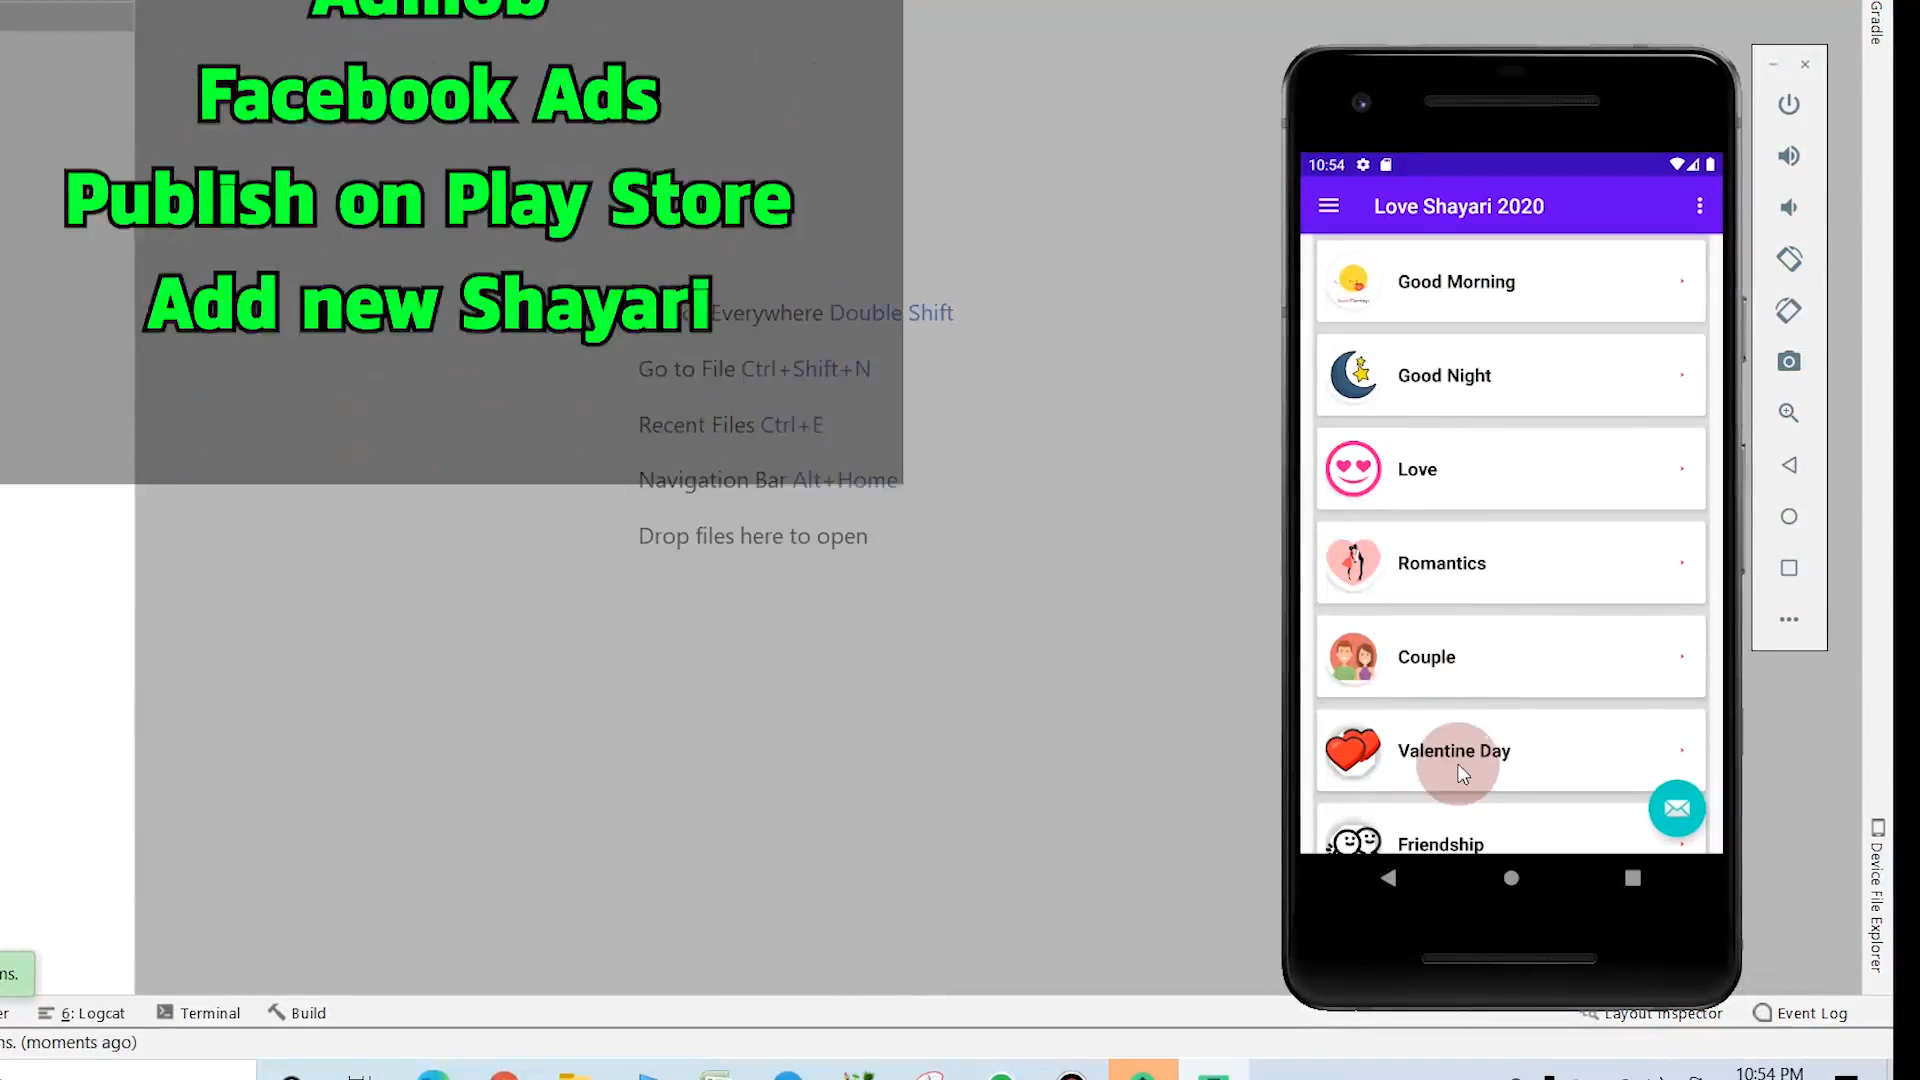 Admob
Facebook Ads
Publish on Play Store
Add new Shayari
Everywhere Double Shift
Go to File Ctrl+Shift+N
Recent Files Ctrl+E
Navigation Bar Alt+Home
Drop files here to open
10:54
Love Shayari 2020
Good Morning
Good Night
Love
Romantics
Couple
Valentine Day
Friendship
Gradle
Device File Explorer
ns.
6: Logcat
Terminal
Build
Layout Inspector
Event Log
ns. (moments ago)
10:54 PM